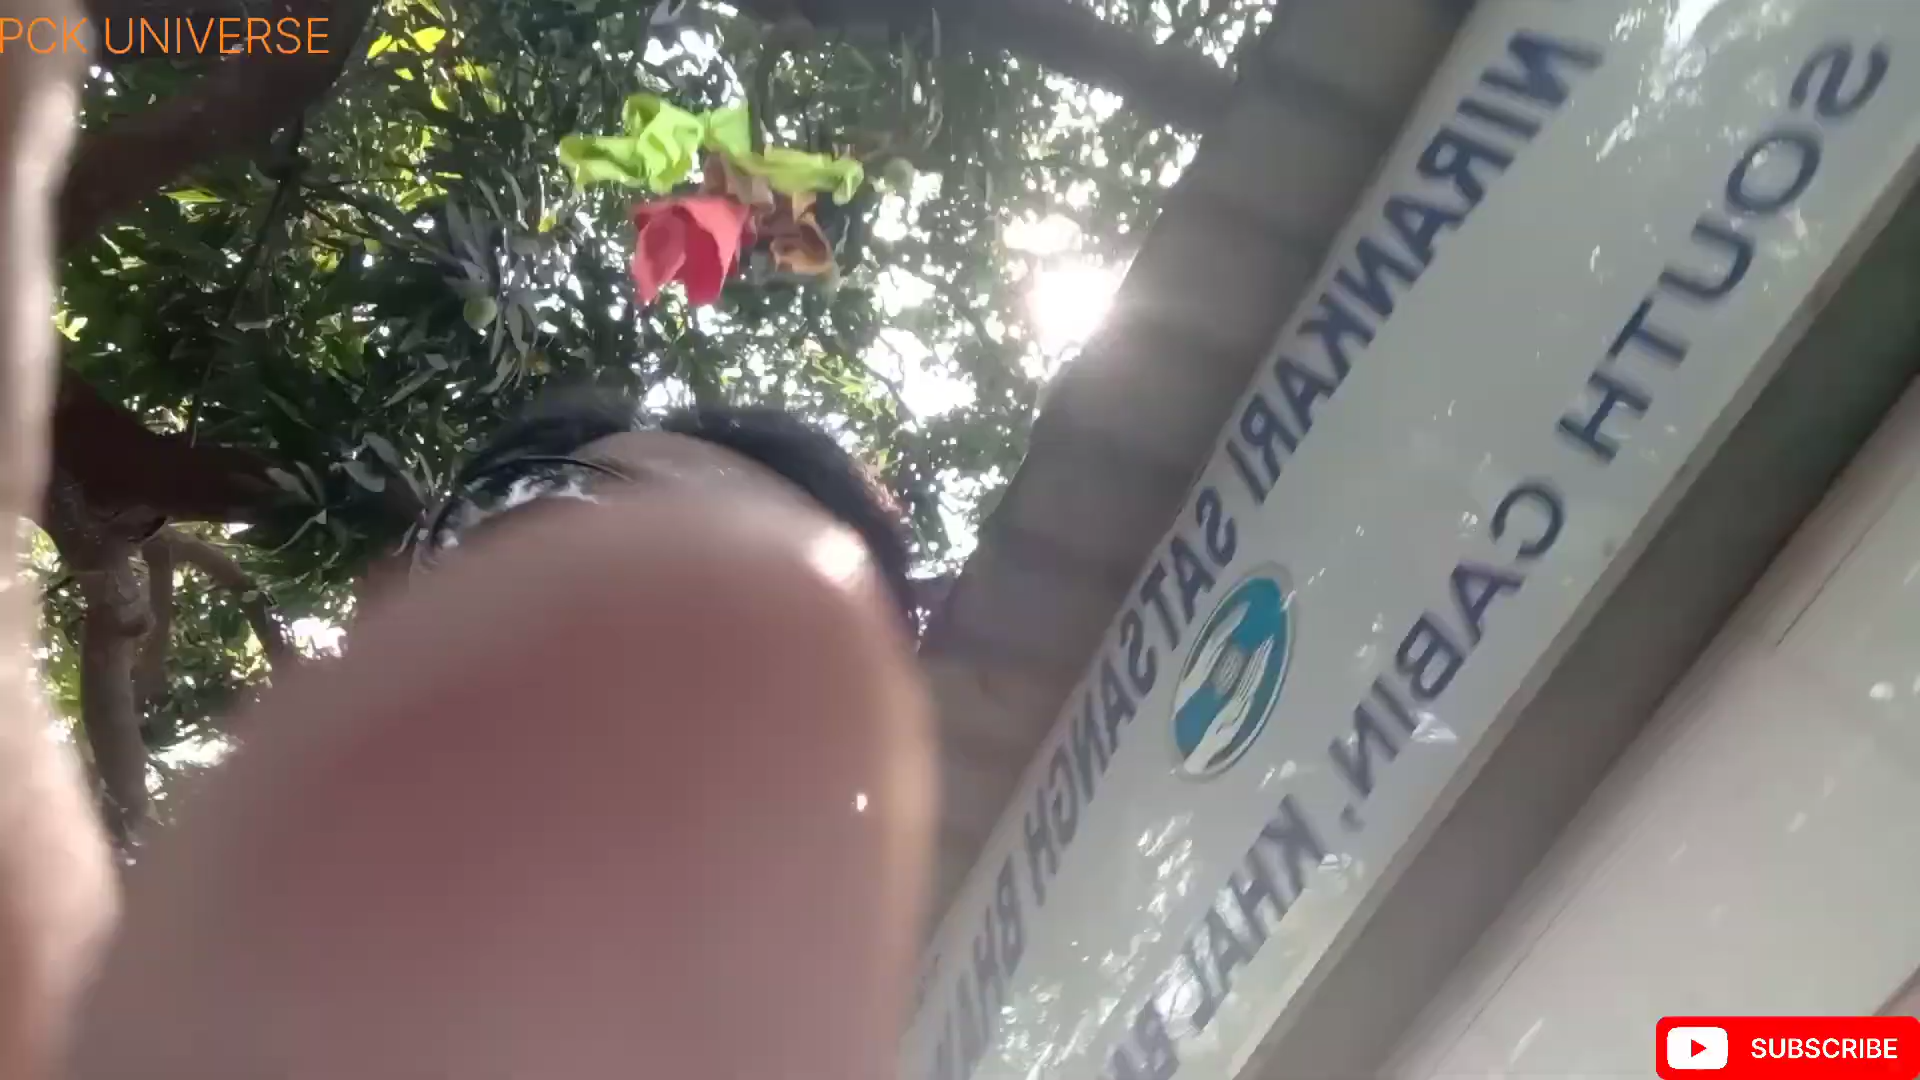 PCK UNIVERSE
NIRANKARI SATSANGH
SOUTH CABIN,
SUBSCRIBE